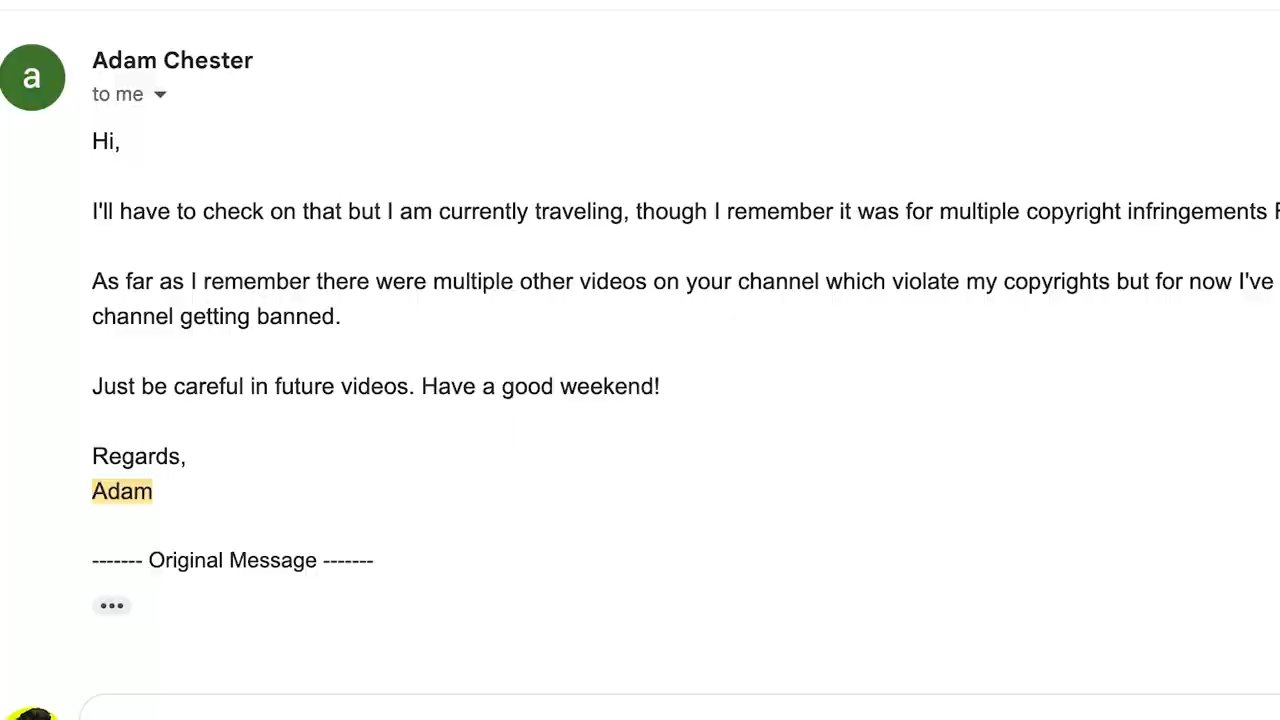 a
Adam Chester
to me
Hi,
I'll have to check on that but I am currently traveling, though I remember it was for multiple copyright infringements
As far as I remember there were multiple other videos on your channel which violate my copyrights but for now I've
channel getting banned.
Just be careful in future videos. Have a good weekend!
Regards,
Adam
------- Original Message -------